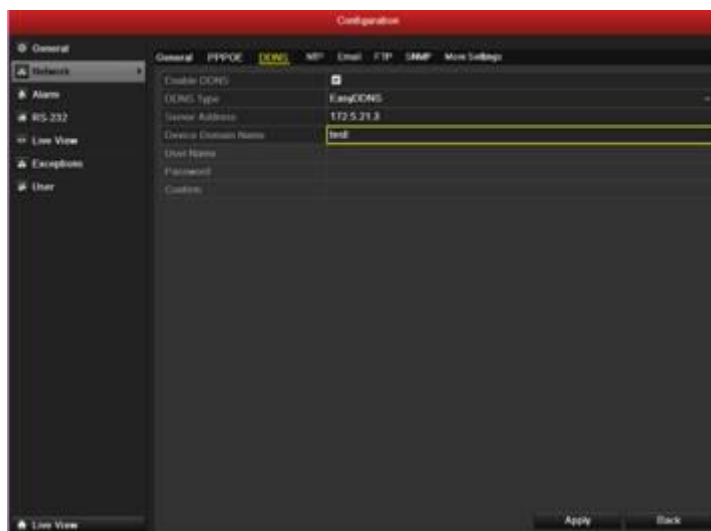 Configuration
General
Network
Alarm
RS-232
Live View
Exceptions
User
General PPPOE DDNS NTP Email FTP SNMP More Settings
Enable DDNS
DDNS Type EasyDDNS
Server Address 172.5.21.3
Device Domain Name test
User Name
Password
Confirm
Live View
Apply Back